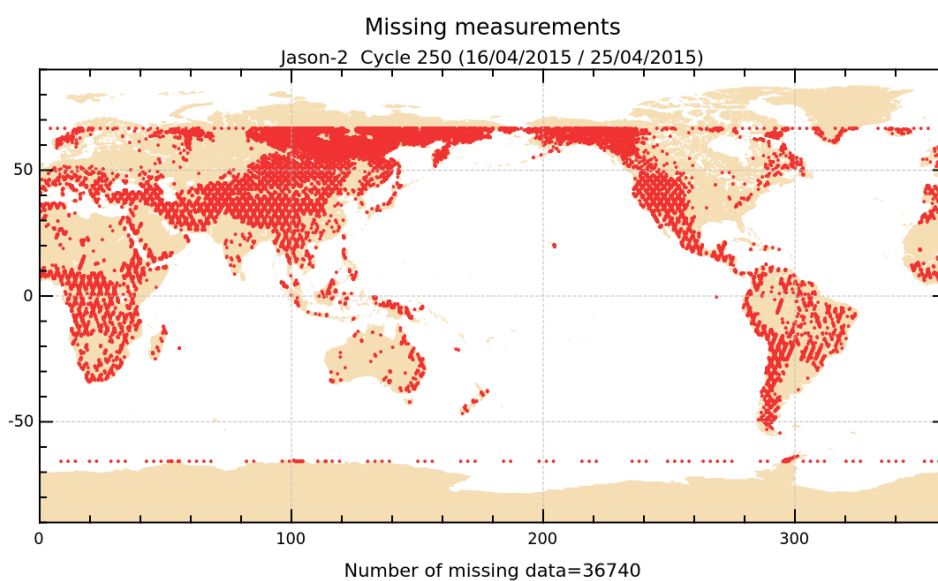 Missing measurements
Jason-2  Cycle 250 (16/04/2015 / 25/04/2015)
50
0
-50
0 100 200 300
Number of missing data=36740